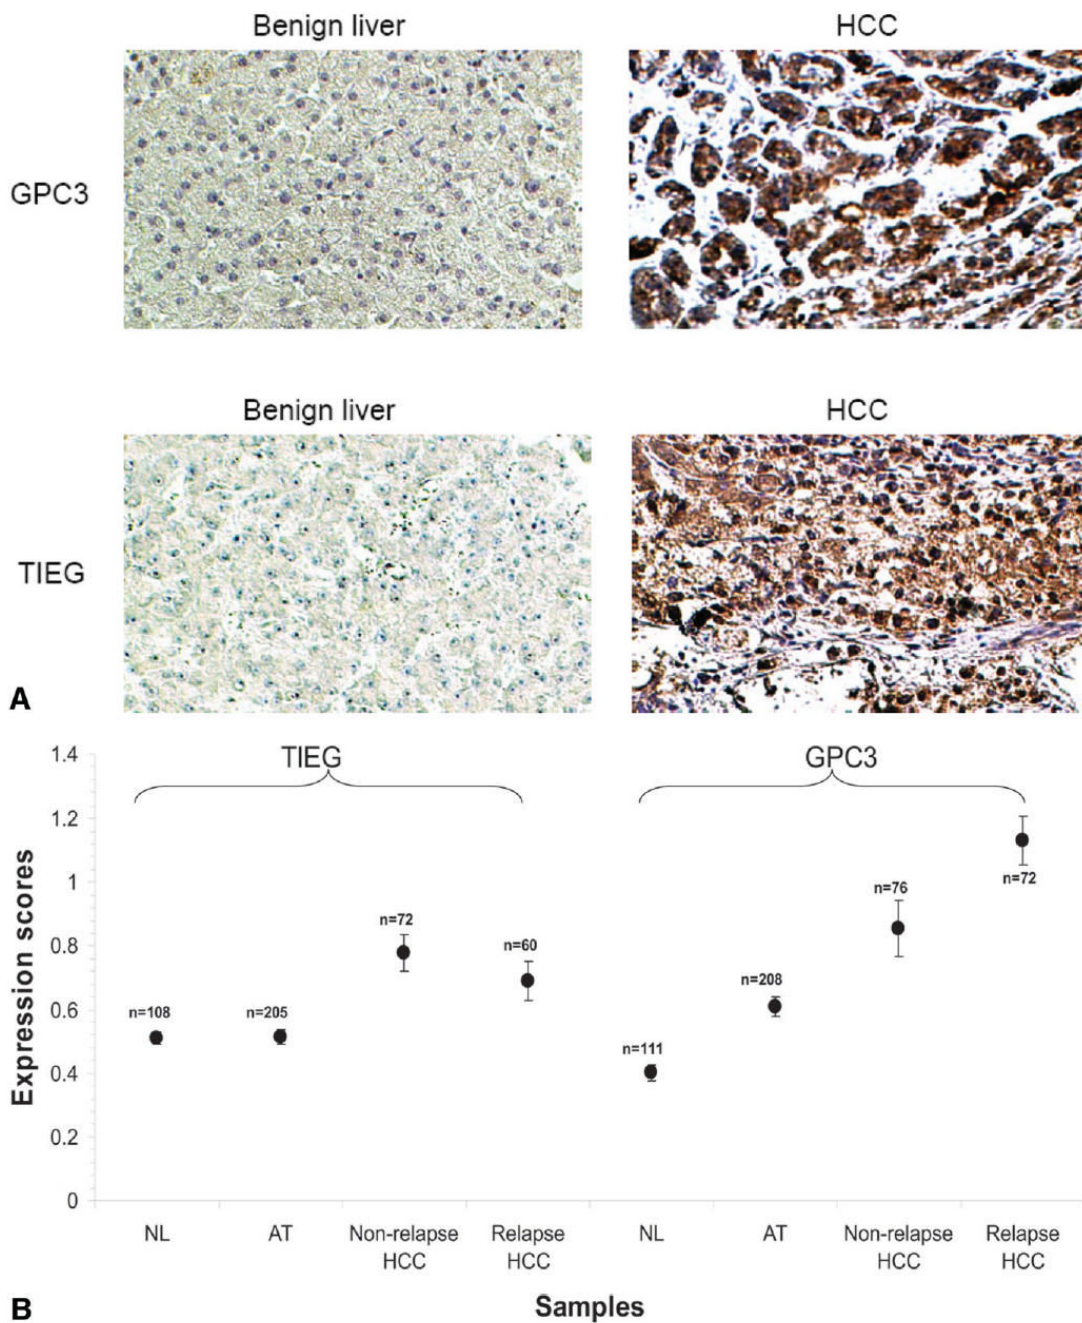 Benign liver
HCC
GPC3
Benign liver
HCC
TIEG
A
TIEG
GPC3
1.4
1.2
1
0.8
0.6
0.4
0.2
0
Expression scores
n=108
n=205
n=72
n=60
n=111
n=208
n=76
n=72
NL
AT
Non-relapse
HCC
Relapse
HCC
NL
AT
Non-relapse
HCC
Relapse
HCC
Samples
B